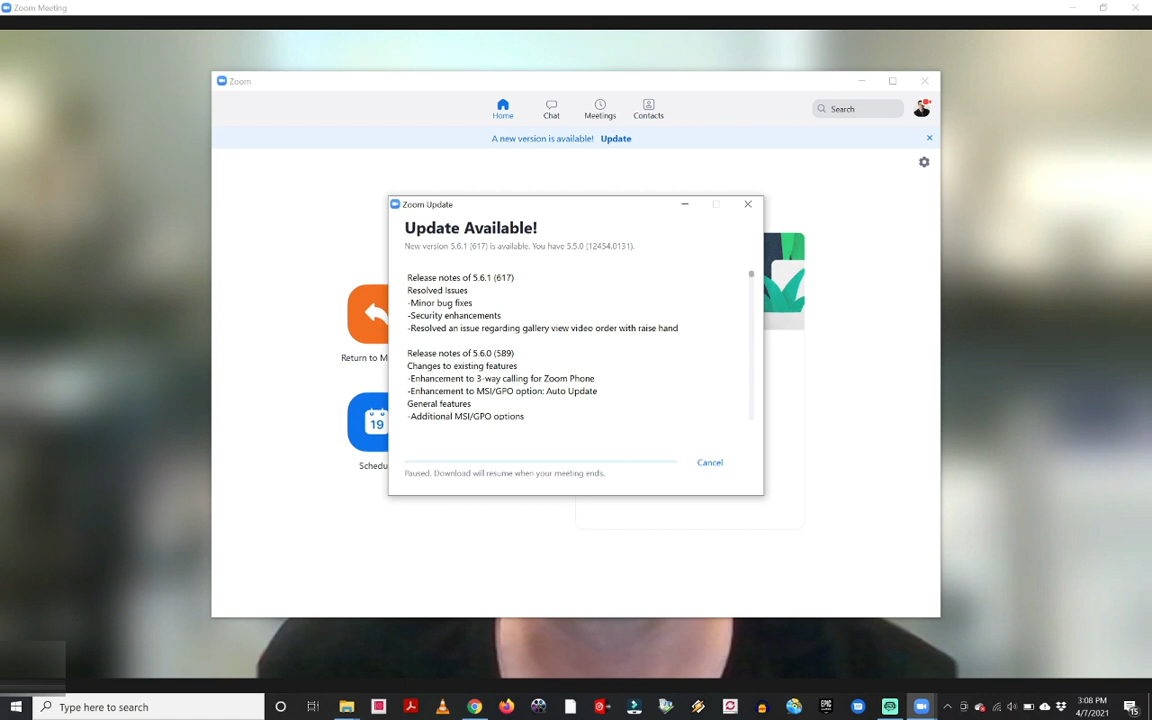 Zoom Meeting
Zoom
Home
Chat
Meetings
Contacts
Search
A new version is available! Update
Zoom Update
Update Available!
New version 5.6.1 (617) is available. You have 5.5.0 (12454.0131).
Release notes of 5.6.1 (617)
Resolved Issues
-Minor bug fixes
-Security enhancements
-Resolved an issue regarding gallery view video order with raise hand
Release notes of 5.6.0 (589)
Changes to existing features
-Enhancement to 3-way calling for Zoom Phone
-Enhancement to MSI/GPO option: Auto Update
General features
-Additional MSI/GPO options
Return to M
19
Schedu
Cancel
Paused. Download will resume when your meeting ends.
Type here to search
EPIC
3:08 PM
4/7/2021
15